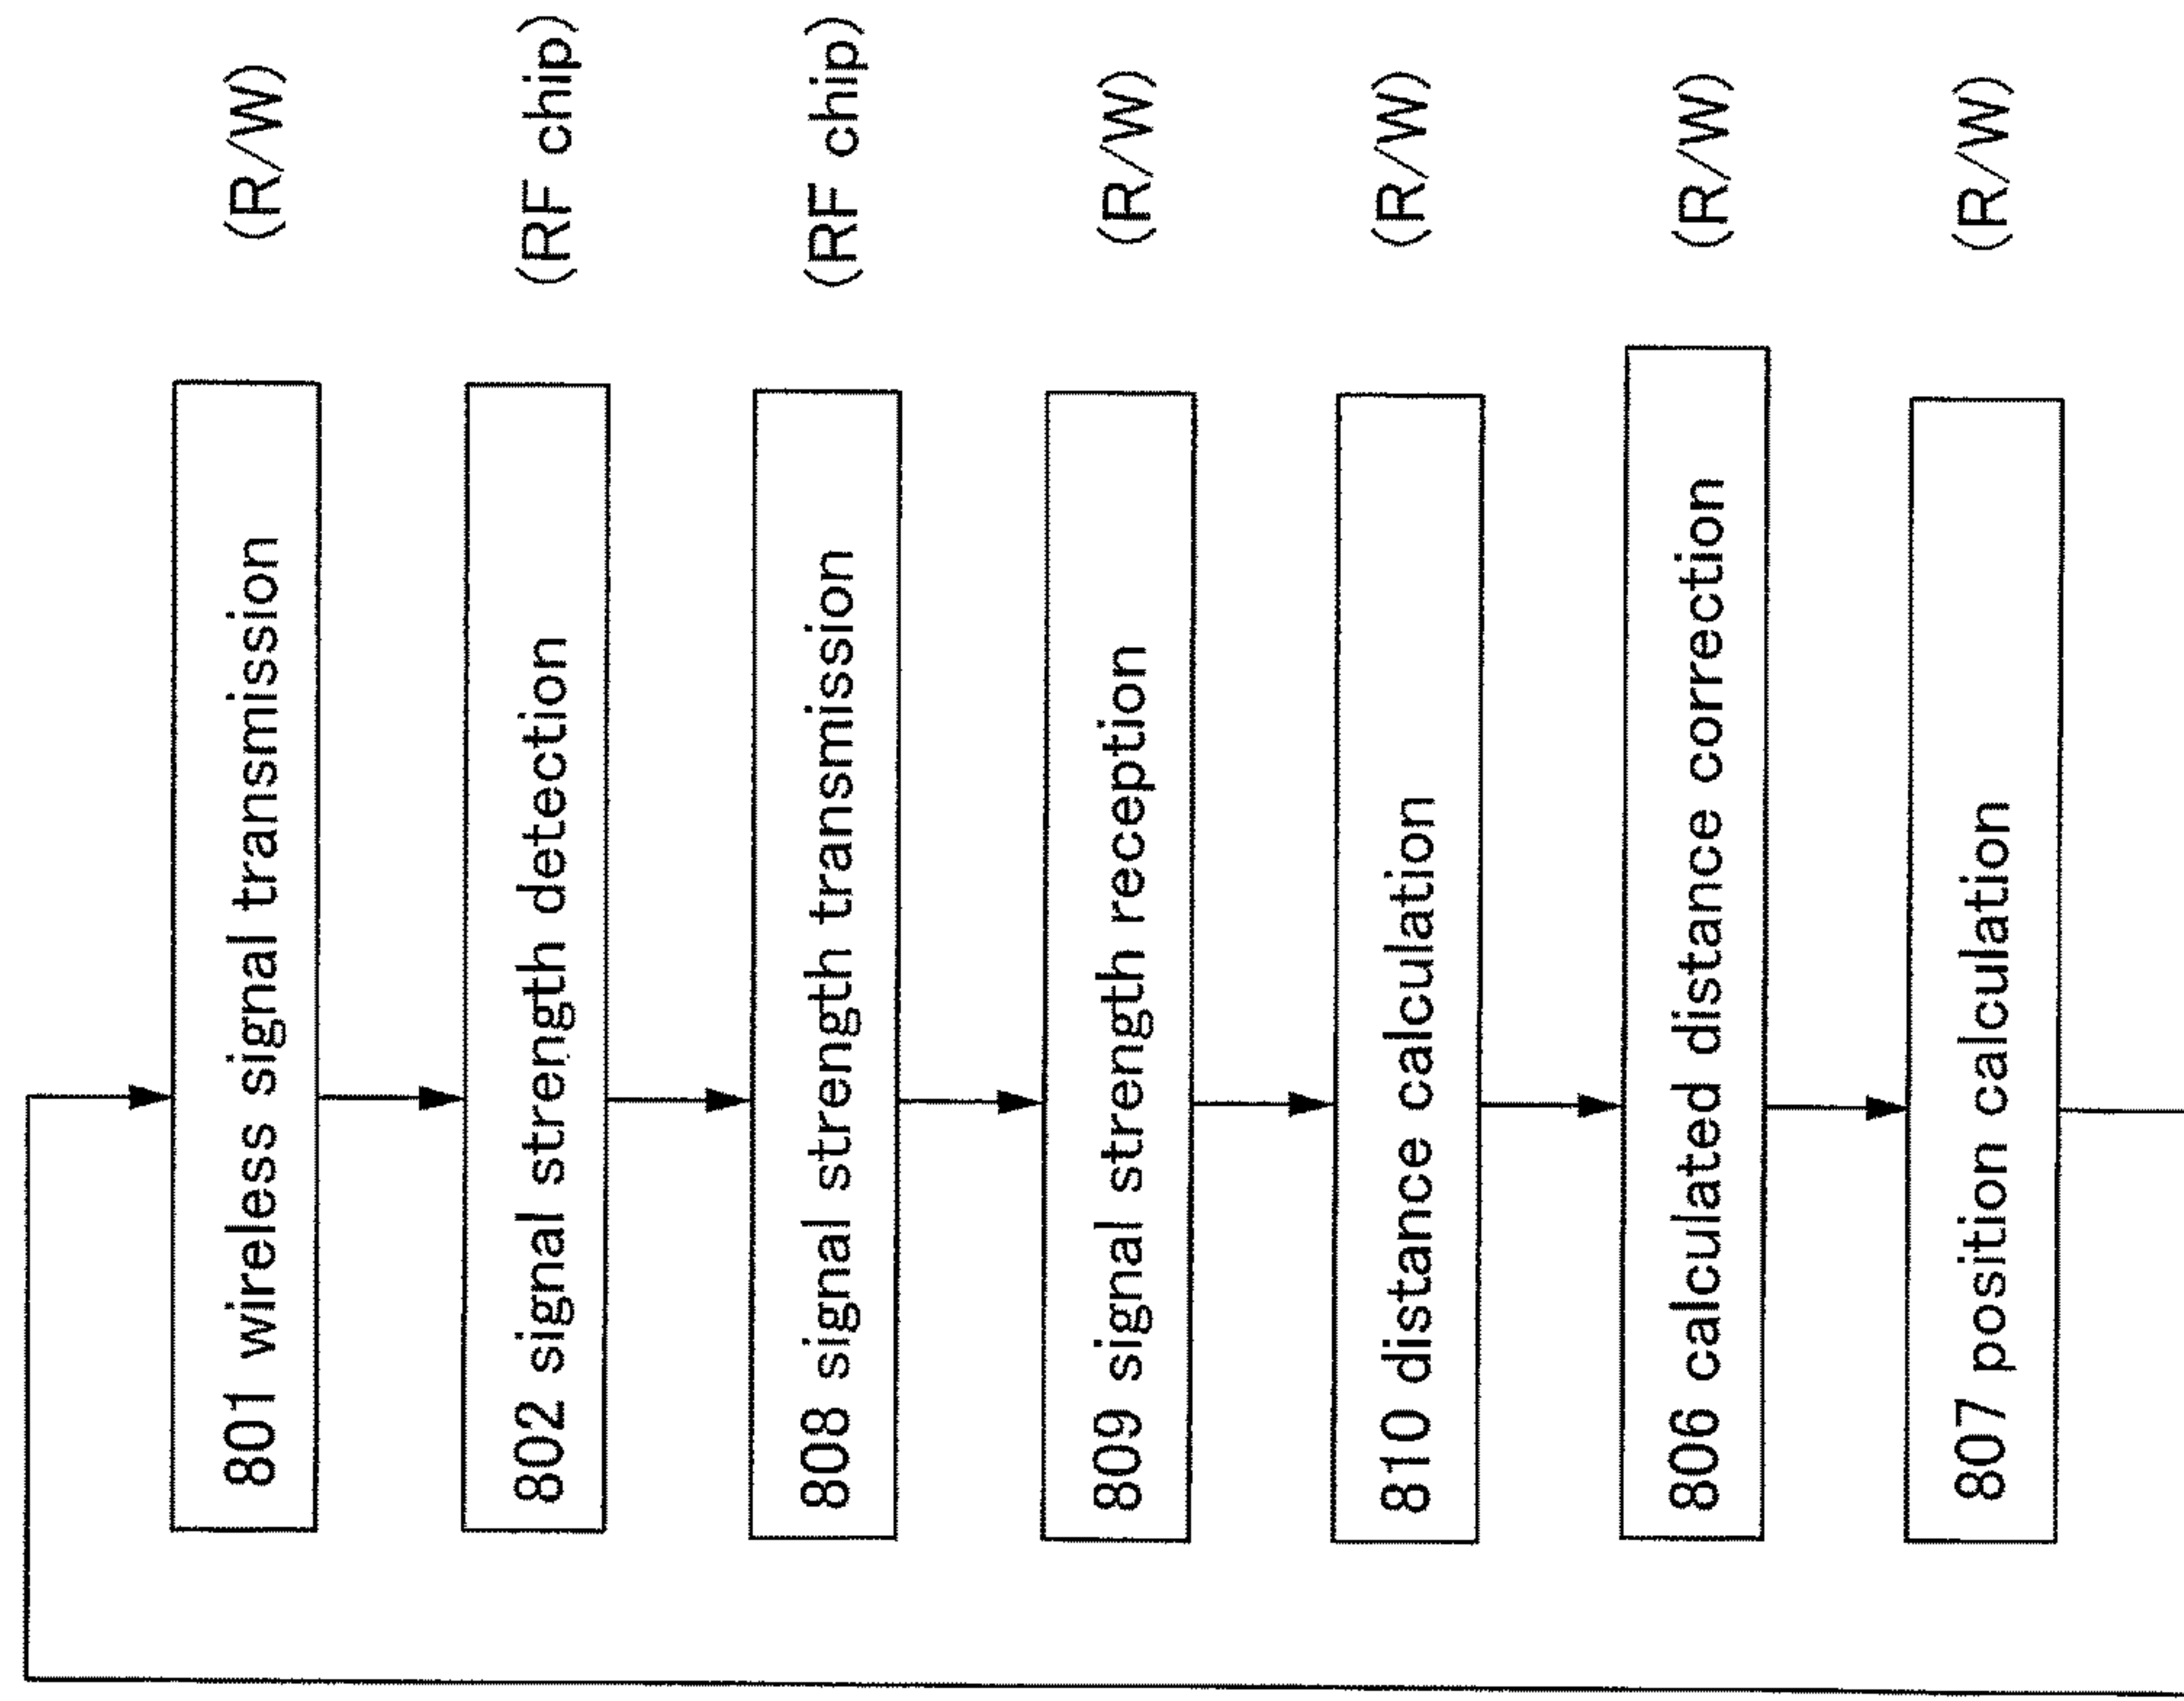 801 wireless signal transmission (R/W)
802 signal strength detection (RF chip)
808 signal strength transmission (RF chip)
809 signal strength reception (R/W)
810 distance calculation (R/W)
806 calculated distance correction (R/W)
807 position calculation (R/W)